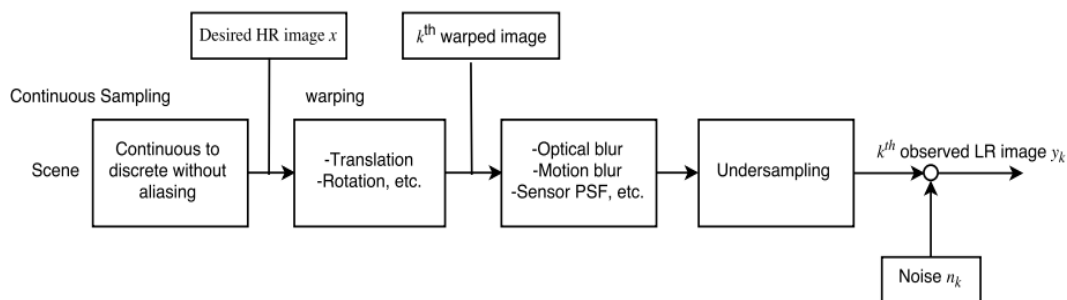 Desired HR image x
kth warped image
Continuous Sampling
warping
Scene
Continuous to
discrete without
aliasing
-Translation
-Rotation, etc.
-Optical blur
-Motion blur
-Sensor PSF, etc.
Undersampling
kth observed LR image yk
Noise nk